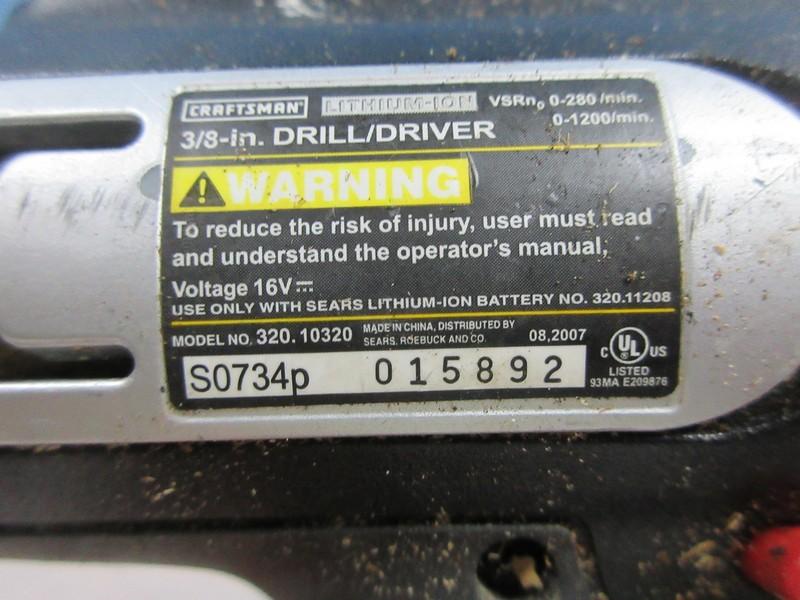 CRAFTSMAN LITHIUM-ION VSRn₀ 0-280/min.
0-1200/min.
3/8-in. DRILL/DRIVER
WARNING
To reduce the risk of injury, user must read
and understand the operator's manual.
Voltage 16V⎓
USE ONLY WITH SEARS LITHIUM-ION BATTERY NO. 320.11208
MODEL NO. 320.10320 MADE IN CHINA, DISTRIBUTED BY
SEARS, ROEBUCK AND CO. 08,2007
C UL US
LISTED
93MA E209876
S0734p 015892